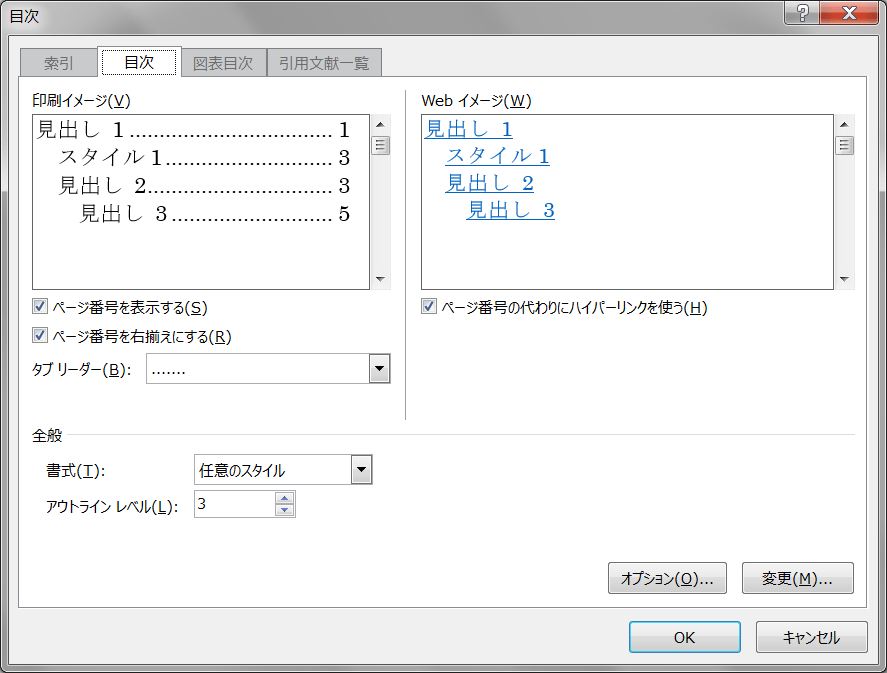 目次
索引 目次 図表目次 引用文献一覧
印刷イメージ(V)
見出し 1 ................................ 1
スタイル 1 ............................ 3
見出し 2 ............................... 3
見出し 3 ........................... 5
ページ番号を表示する(S)
ページ番号を右揃えにする(R)
タブ リーダー(B): .......
Web イメージ(W)
見出し 1
スタイル 1
見出し 2
見出し 3
ページ番号の代わりにハイパーリンクを使う(H)
全般
書式(T): 任意のスタイル
アウトライン レベル(L): 3
オプション(O)... 変更(M)...
OK キャンセル